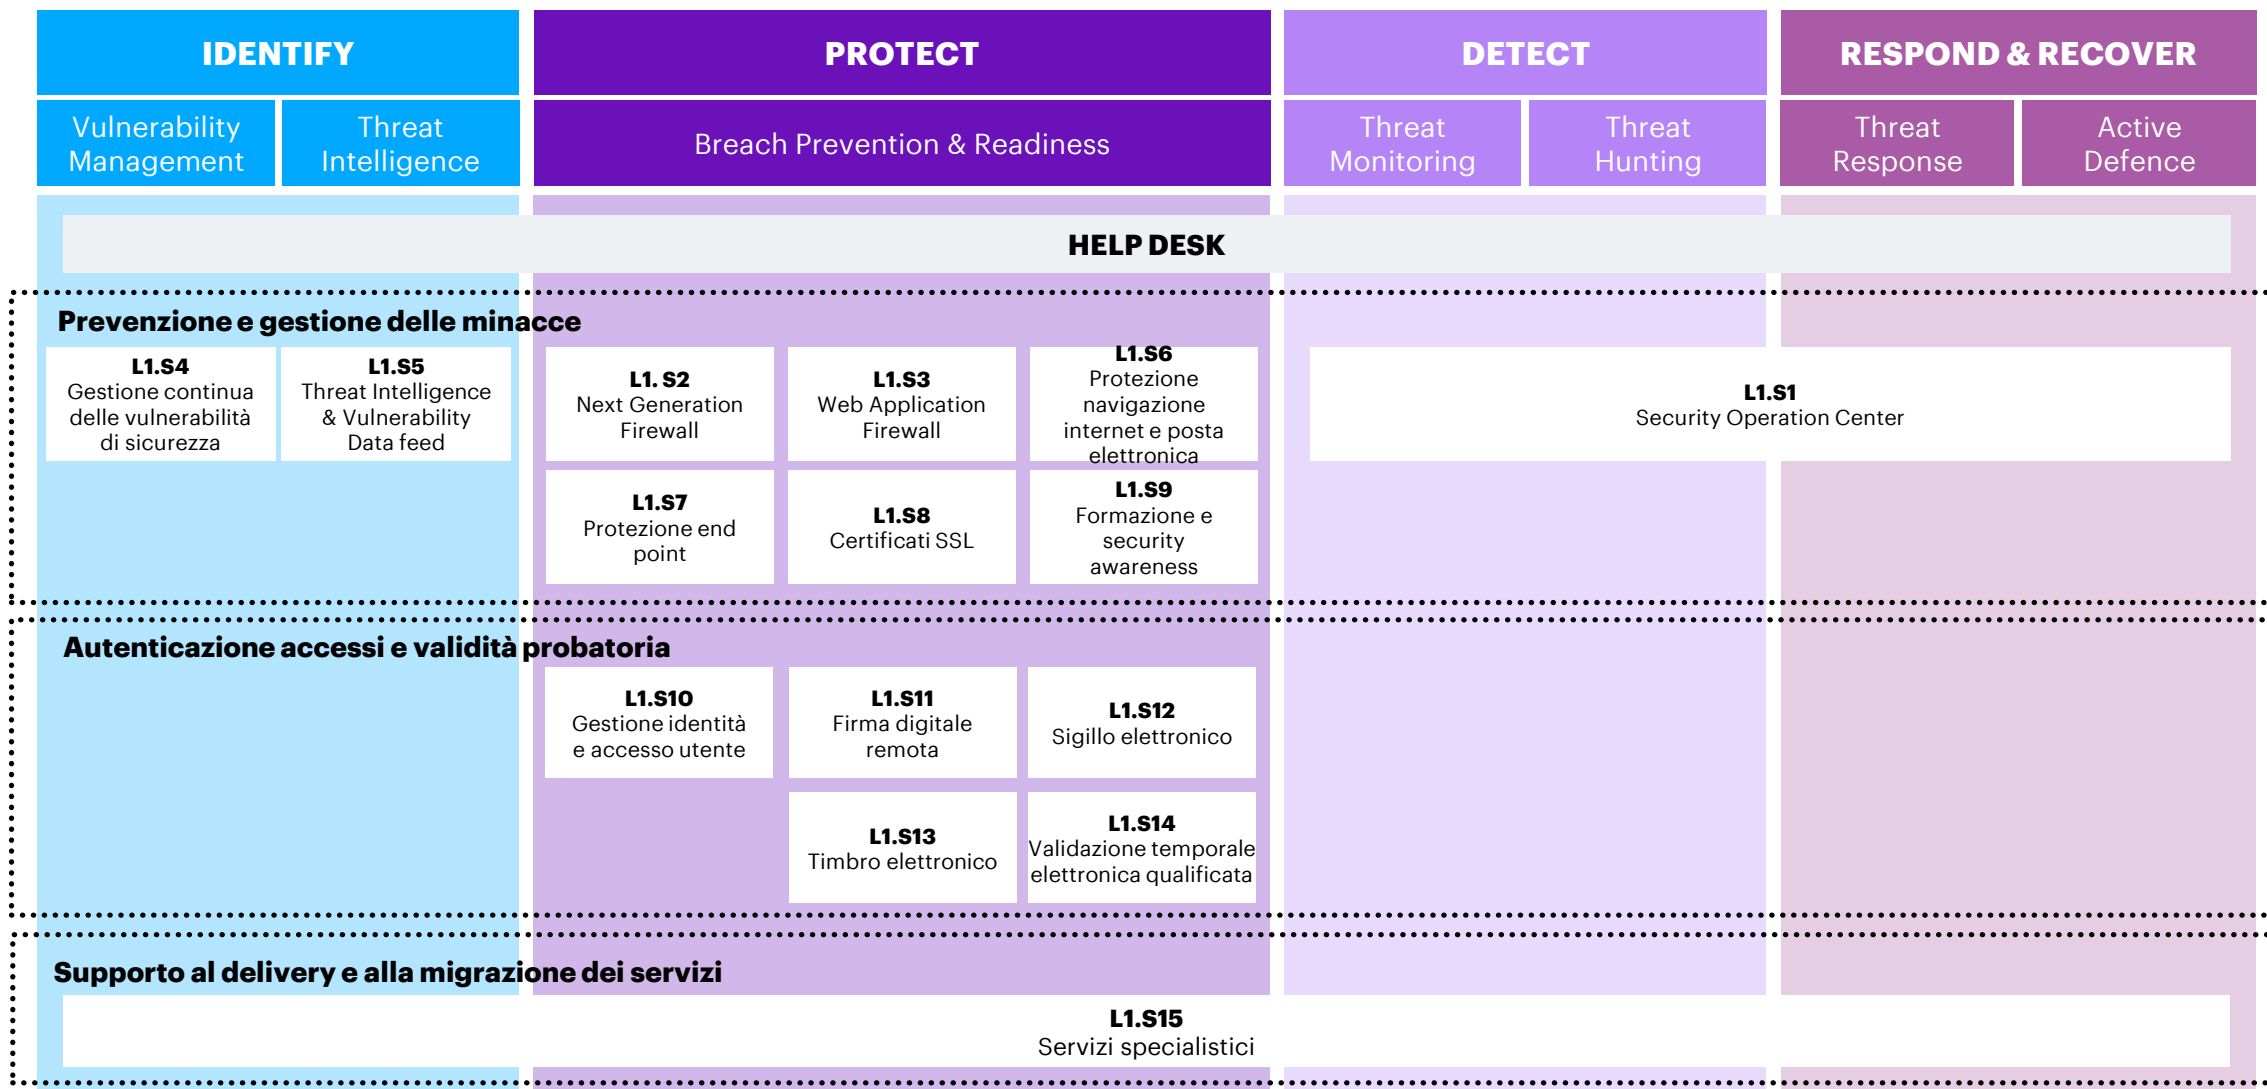 IDENTIFY
PROTECT
DETECT
RESPOND & RECOVER
Vulnerability
Management
Threat
Intelligence
Breach Prevention & Readiness
Threat
Monitoring
Threat
Hunting
Threat
Response
Active
Defence
HELP DESK
Prevenzione e gestione delle minacce
L1.S4
Gestione continua
delle vulnerabilità
di sicurezza
L1.S5
Threat Intelligence
& Vulnerability
Data feed
L1. S2
Next Generation
Firewall
L1.S3
Web Application
Firewall
L1.S6
Protezione
navigazione
internet e posta
elettronica
L1.S1
Security Operation Center
L1.S7
Protezione end
point
L1.S8
Certificati SSL
L1.S9
Formazione e
security
awareness
Autenticazione accessi e validità probatoria
L1.S10
Gestione identità
e accesso utente
L1.S11
Firma digitale
remota
L1.S12
Sigillo elettronico
L1.S13
Timbro elettronico
L1.S14
Validazione temporale
elettronica qualificata
Supporto al delivery e alla migrazione dei servizi
L1.S15
Servizi specialistici